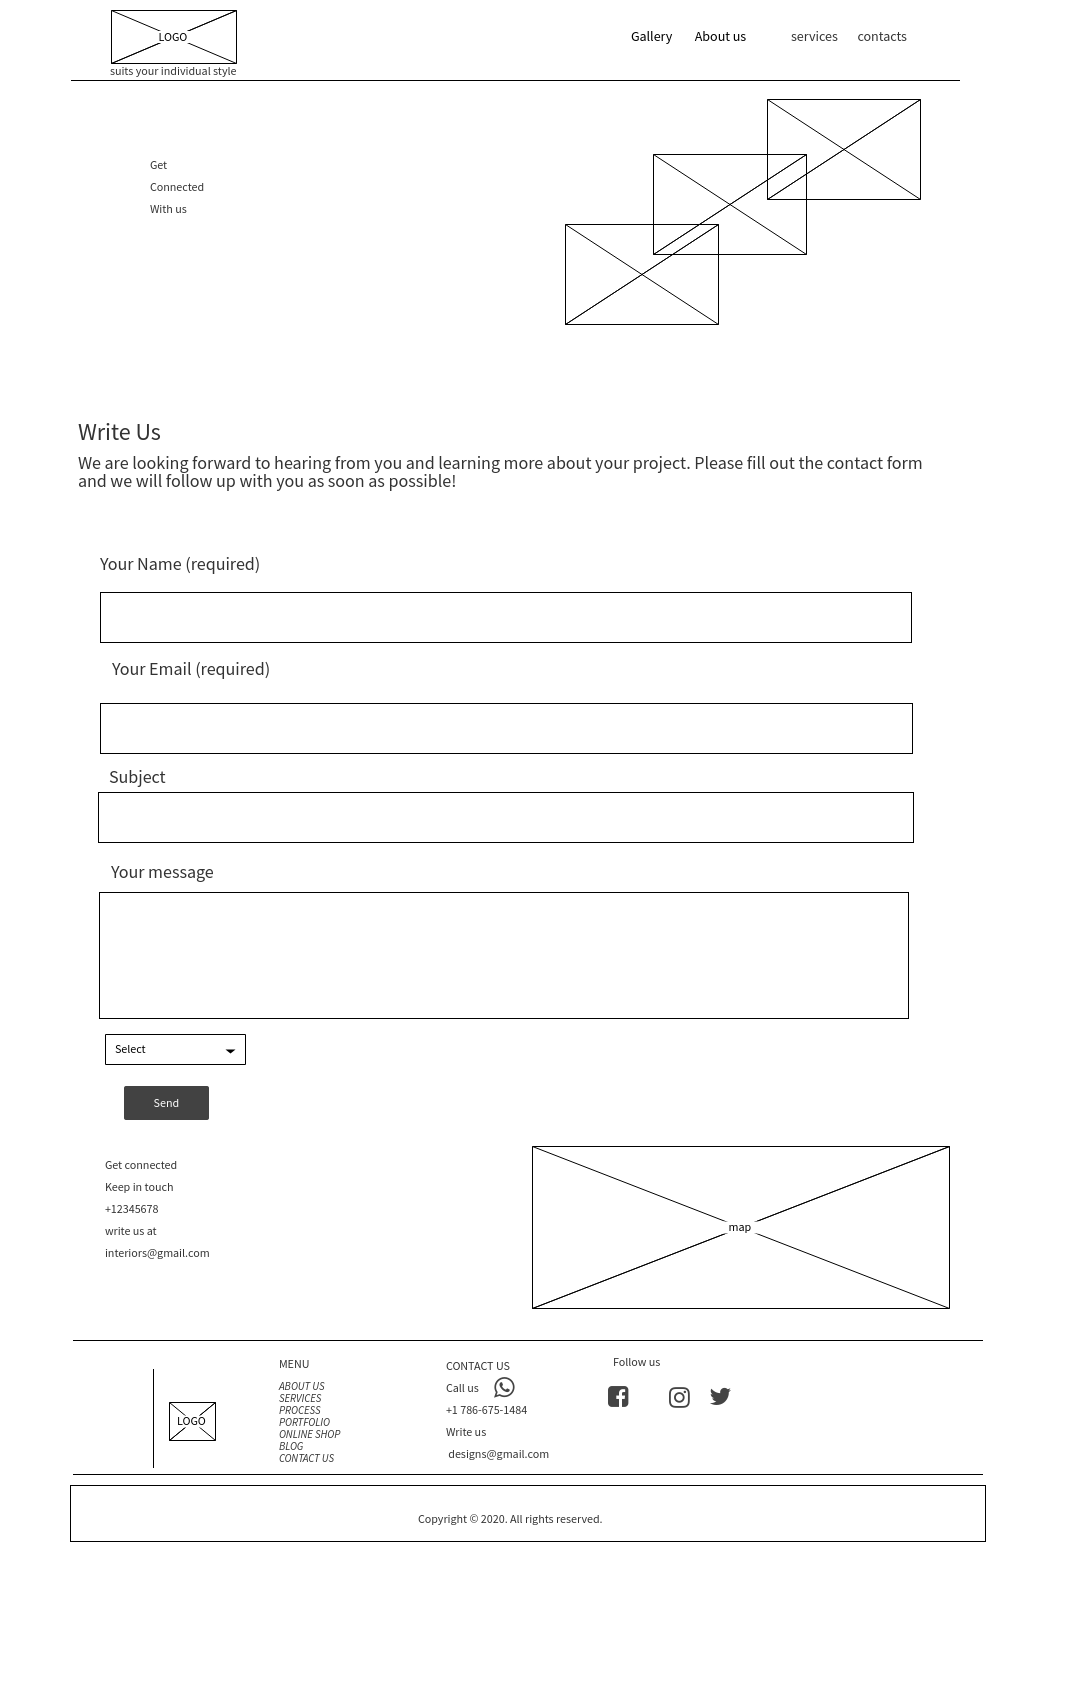 LOGO
suits your individual style
Gallery About us services contacts
Get
Connected
With us
Write Us
We are looking forward to hearing from you and learning more about your project. Please fill out the contact form
and we will follow up with you as soon as possible!
Your Name (required)
Your Email (required)
Subject
Your message
Select
Send
Get connected
Keep in touch
+12345678
write us at
interiors@gmail.com
map
LOGO
MENU
ABOUT US
SERVICES
PROCESS
PORTFOLIO
ONLINE SHOP
BLOG
CONTACT US
CONTACT US
Call us
+1 786-675-1484
Write us
designs@gmail.com
Follow us
Copyright © 2020. All rights reserved.